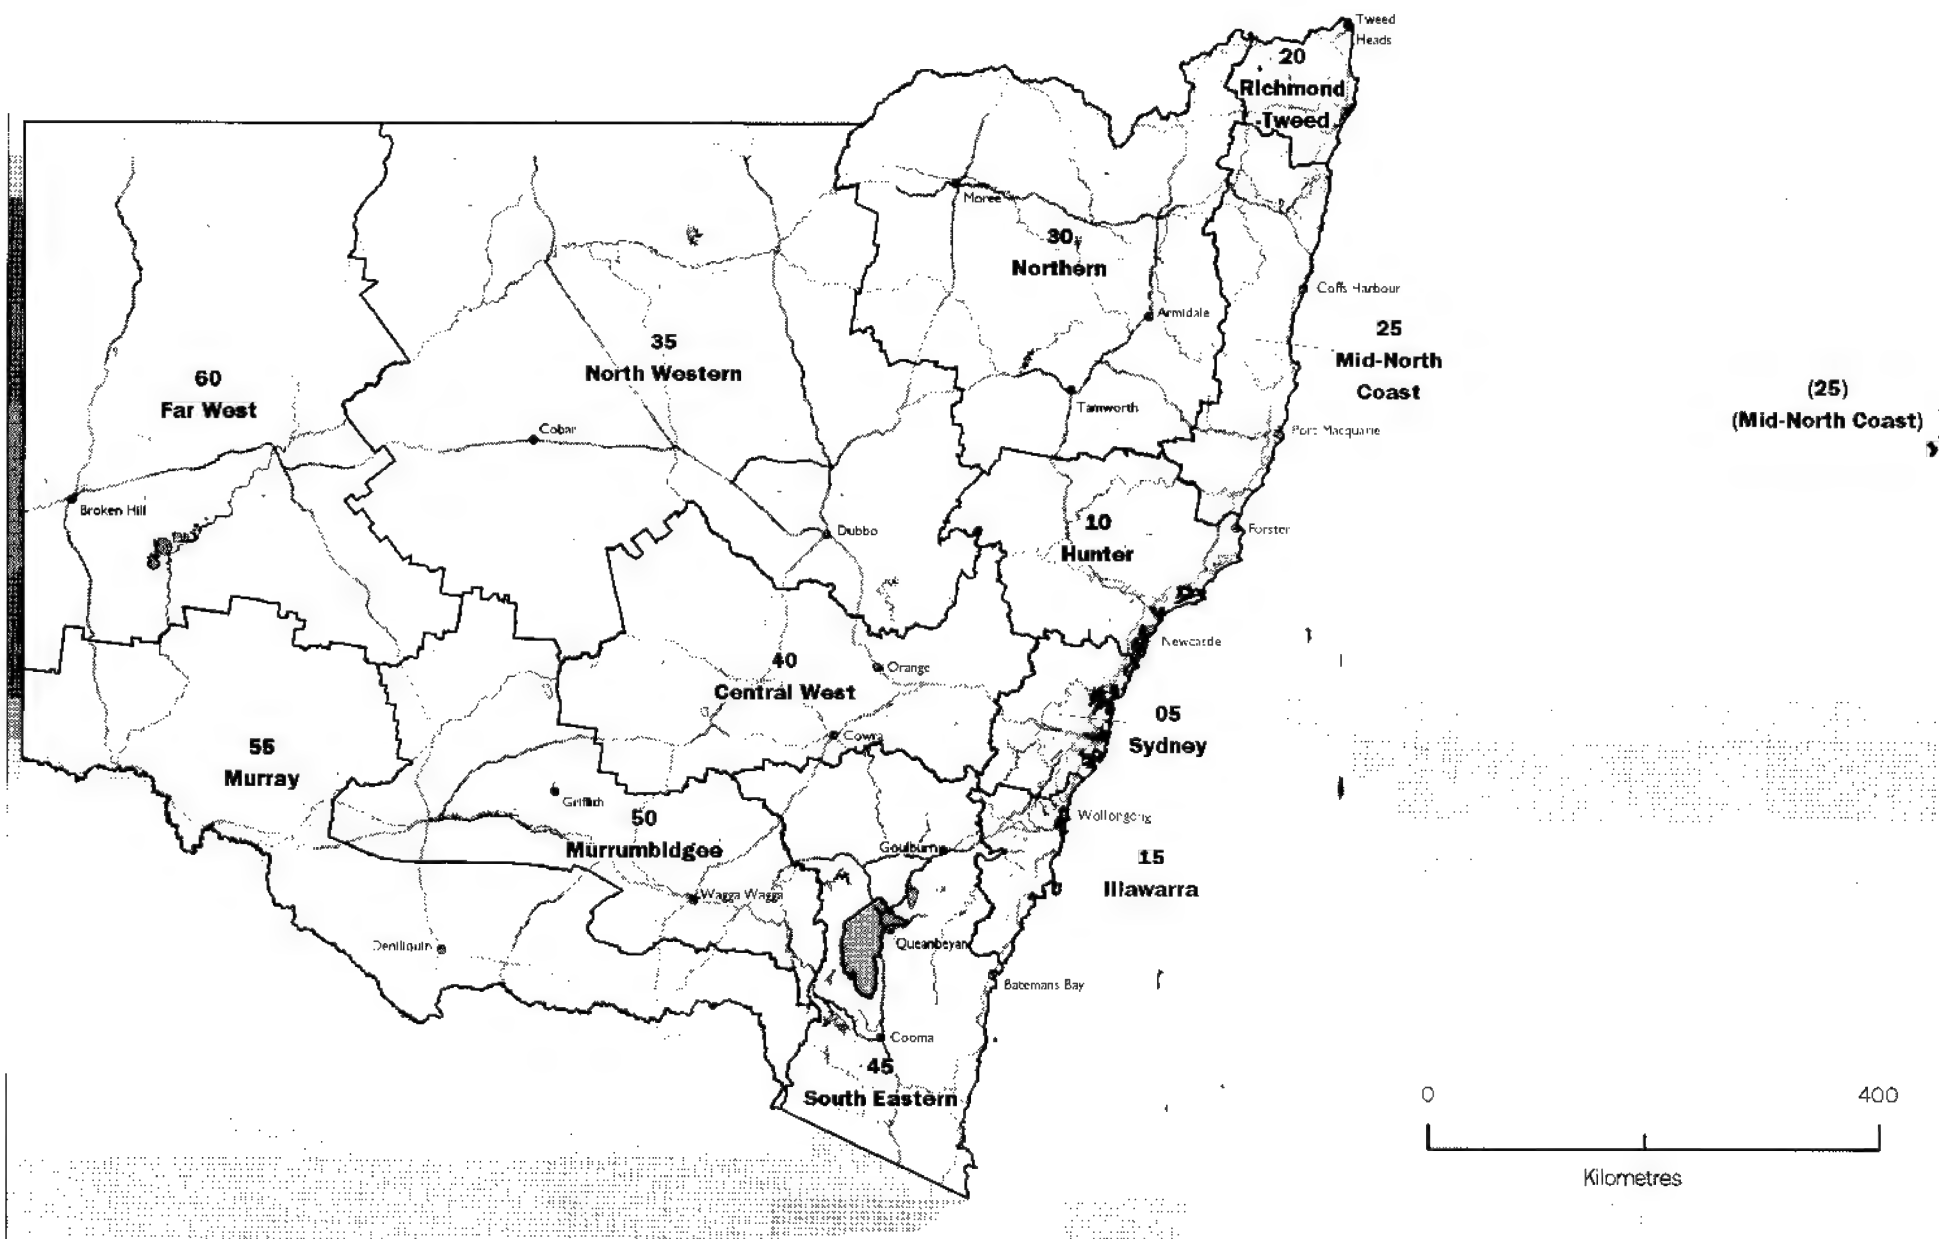 Tweed
Heads
20
Richmond
-Tweed
Moree
30
Northern
Coffs Harbour
Armidale
25
Mid-North
Coast
35
North Western
60
Far West
(25)
(Mid-North Coast)
Tamworth
Cobar
Port Macquarie
Broken Hill
10
Hunter
Forster
Dubbo
Newcastle
40
Central West
Orange
05
Sydney
Cowra
55
Murray
Griffith
50
Murrumbidgee
Wollongong
Goulburn
15
Illawarra
Wagga Wagga
Deniliquin
Queanbeyan
Batemans Bay
Cooma
45
South Eastern
0 400
Kilometres